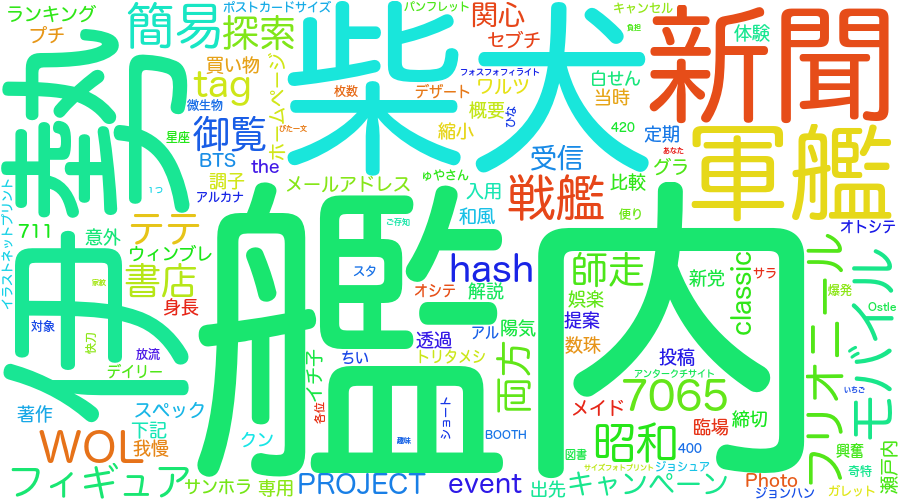 ランキング
プチ
簡易
ポストカードサイズ
探索
買い物
tag
微生物
御覧
星座
BTS
the
調子
アルカナ
ホームページ
ぴたー文
柴犬
パンフレット
関心
セブチ
フォスフォフィライト
枚数
デザート
ワルツ
概要
縮小
ひな
キャンセル
負担
白せん
当時
420
体験
定期
あなた
新聞
伊勢
1つ
メールアドレス
ゅやさん
入用
和風
ご存知
受信
戦艦
比較
グラ
便り
軍艦
オトシテ
イラストネットプリント
711
意外
テテ
ウィンブレ
書店
身長
艦内
hash
スタ
オシテ
解説
師走
娯楽
新党
classic
サラ
爆発
Ostle
フリオニール
モバイル
家教
対象
快刀
放流
デイリー
イチ子
ちい
透過
アル
トリタメシ
陽気
両方
提案
数珠
投稿
アンタークチサイト
7065
いちご
著作
スペック
下記
我慢
クン
各位
趣味
ショート
BOOTH
メイド
昭和
400
臨場
締切
WOL
フィギュア
サンホラ
専用
PROJECT
event
出先
図書
サイズフォトプリント
ジョシュア
キャンペーン
Photo
ジョンハン
興奮
奇特
ガレット
瀬戸内